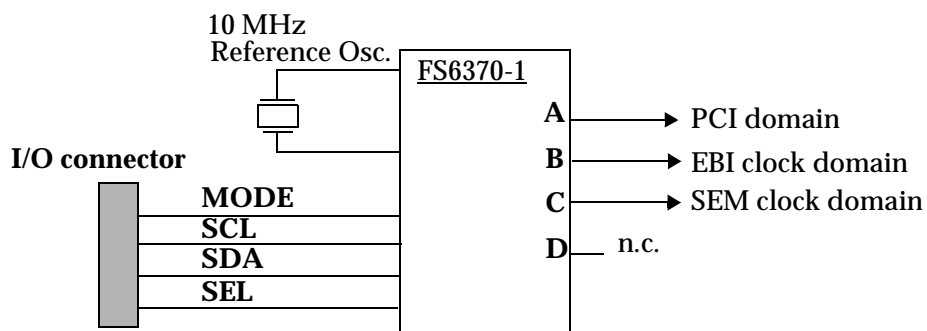 10 MHz
Reference Osc.
FS6370-1
A
PCI domain
I/O connector
B
EBI clock domain
MODE
C
SEM clock domain
SCL
D
n.c.
SDA
SEL